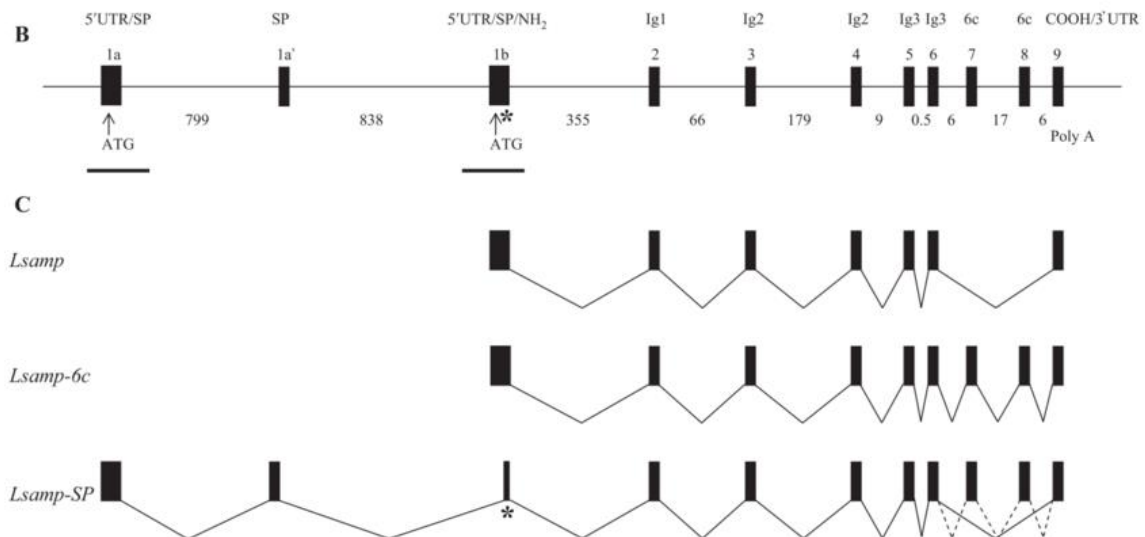 5'UTR/SP SP 5'UTR/SP/NH2 Ig1 Ig2 Ig2 Ig3 Ig3 6c 6c COOH/3'UTR
B
1a 1a' 1b 2 3 4 5 6 7 8 9
799 838 * 355 66 179 9 0.5 6 17 6
ATG ATG Poly A
C
Lsamp
Lsamp-6c
Lsamp-SP
*